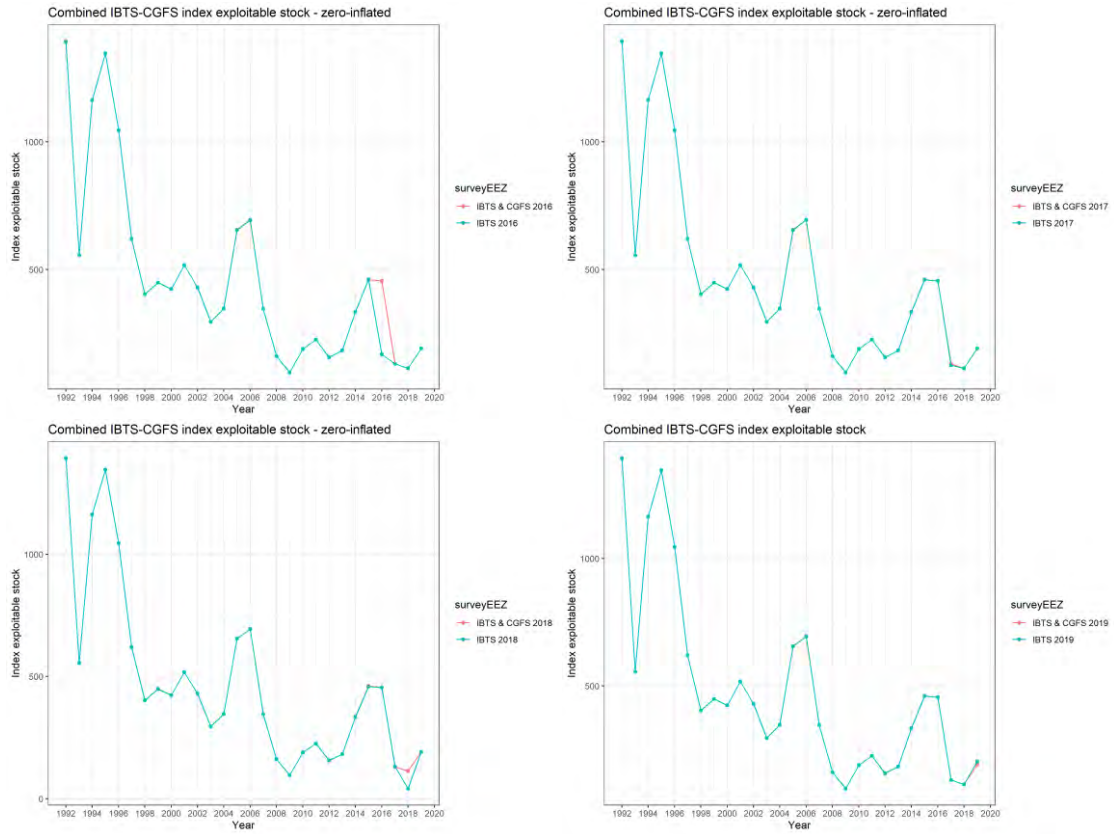 Combined IBTS-CGFS index exploitable stock - zero-inflated
Index exploitable stock
1000
500
1992 1994 1996 1998 2000 2002 2004 2006 2008 2010 2012 2014 2016 2018 2020
Year
surveyEEZ
IBTS & CGFS 2016
IBTS 2016
Combined IBTS-CGFS index exploitable stock - zero-inflated
Index exploitable stock
1000
500
1992 1994 1996 1998 2000 2002 2004 2006 2008 2010 2012 2014 2016 2018 2020
Year
surveyEEZ
IBTS & CGFS 2017
IBTS 2017
Combined IBTS-CGFS index exploitable stock - zero-inflated
Index exploitable stock
1000
500
0
1992 1994 1996 1998 2000 2002 2004 2006 2008 2010 2012 2014 2016 2018 2020
Year
surveyEEZ
IBTS & CGFS 2018
IBTS 2018
Combined IBTS-CGFS index exploitable stock
Index exploitable stock
1000
500
1992 1994 1996 1998 2000 2002 2004 2006 2008 2010 2012 2014 2016 2018 2020
Year
surveyEEZ
IBTS & CGFS 2019
IBTS 2019